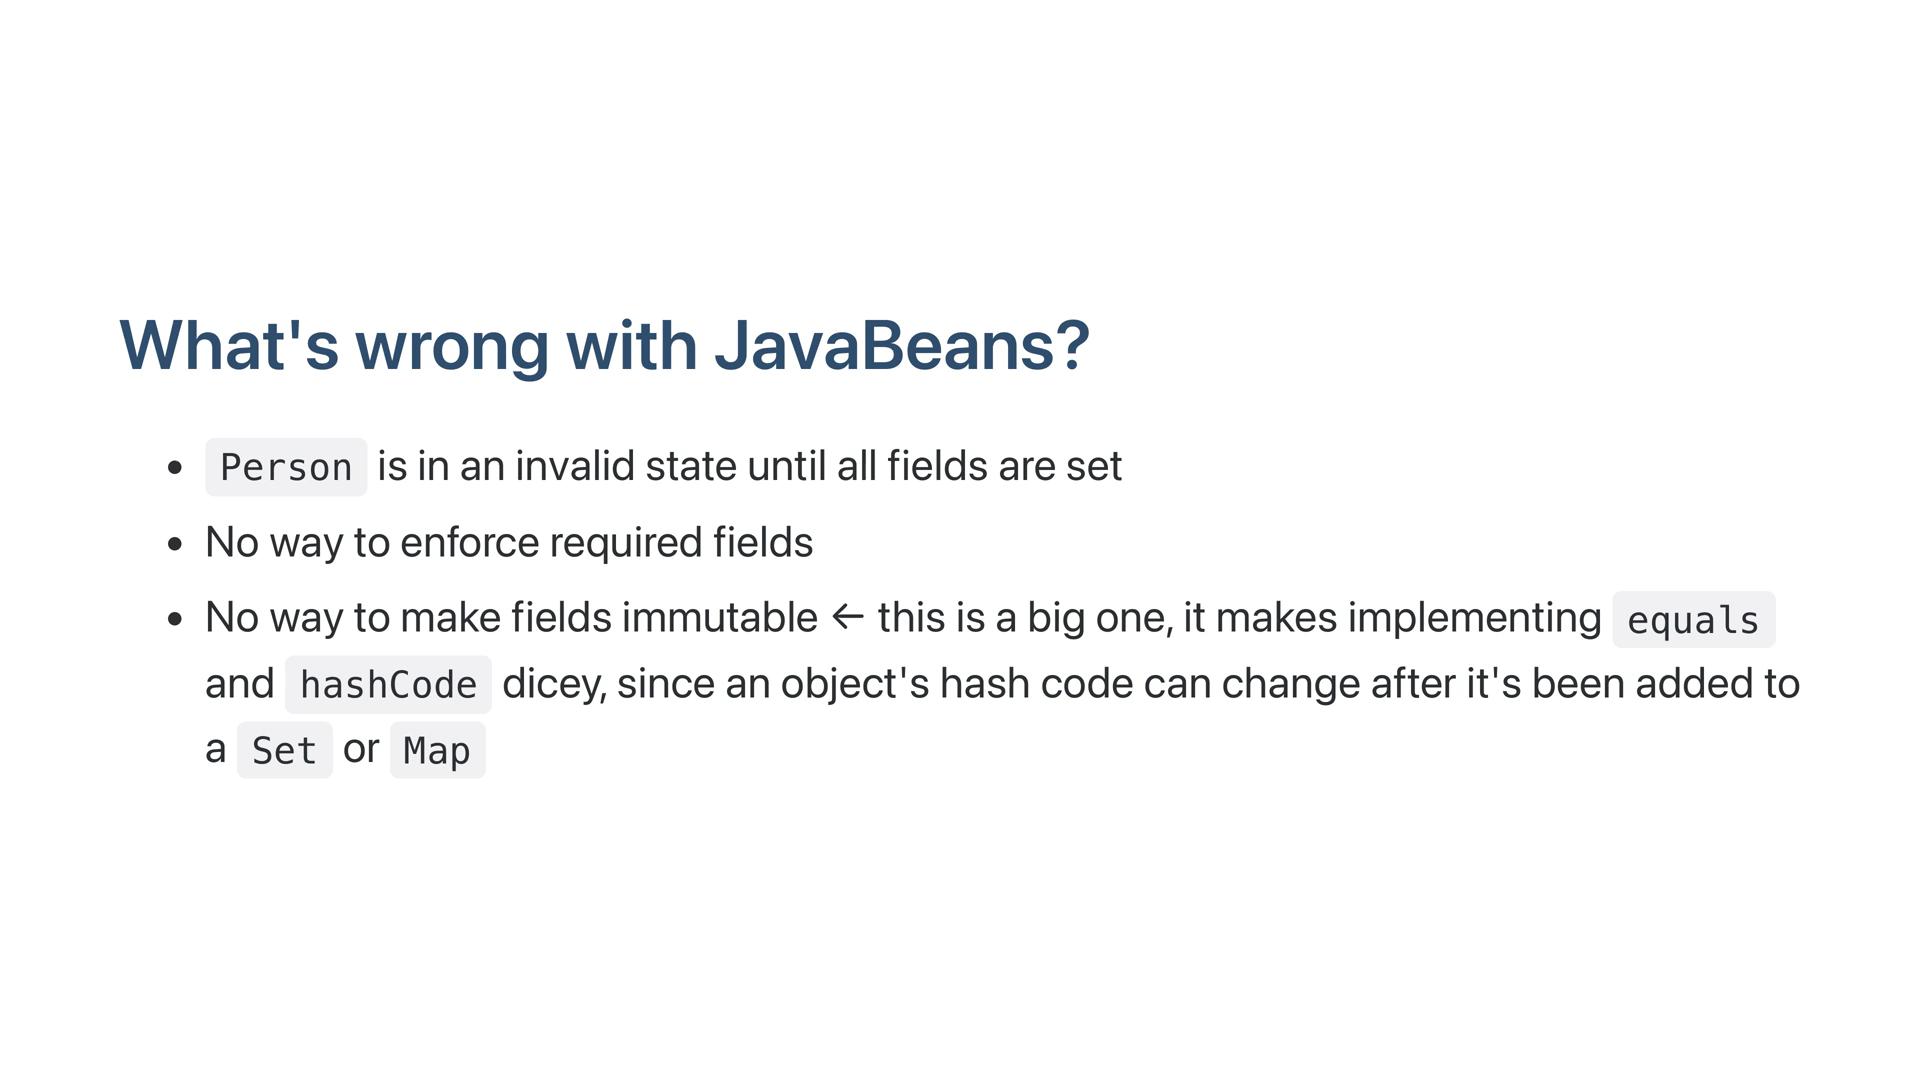 What's wrong with JavaBeans?
• Person is in an invalid state until all fields are set
• No way to enforce required fields
• No way to make fields immutable ← this is a big one, it makes implementing equals
and hashCode dicey, since an object's hash code can change after it's been added to
a Set or Map